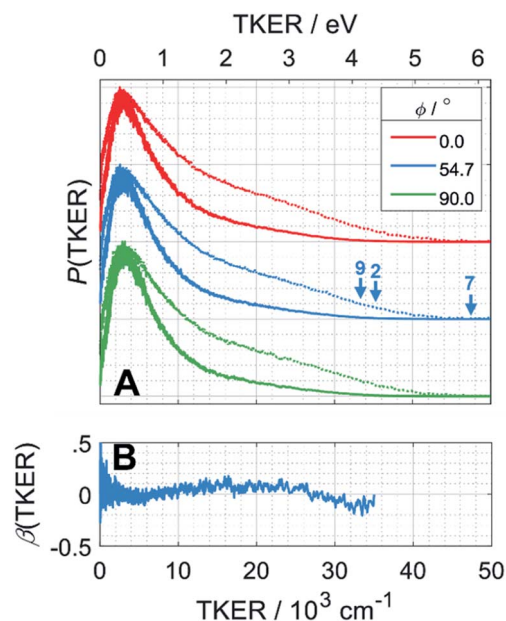 TKER / eV
0 1 2 3 4 5 6
ϕ / °
0.0
54.7
90.0
P(TKER)
9 2 7
A
B
β(TKER)
.5
0
-0.5
0 10 20 30 40 50
TKER / 10³ cm⁻¹